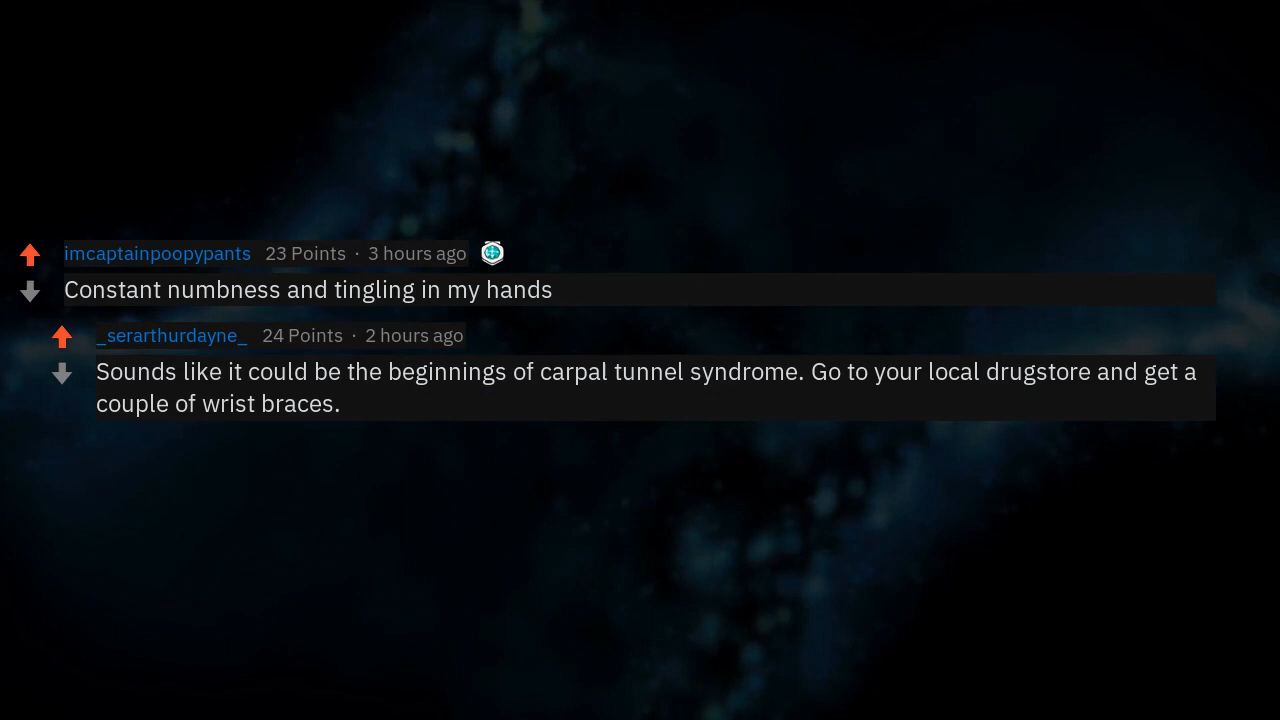 imcaptainpoopypants 23 Points · 3 hours ago
Constant numbness and tingling in my hands
_serarthurdayne_ 24 Points · 2 hours ago
Sounds like it could be the beginnings of carpal tunnel syndrome. Go to your local drugstore and get a
couple of wrist braces.